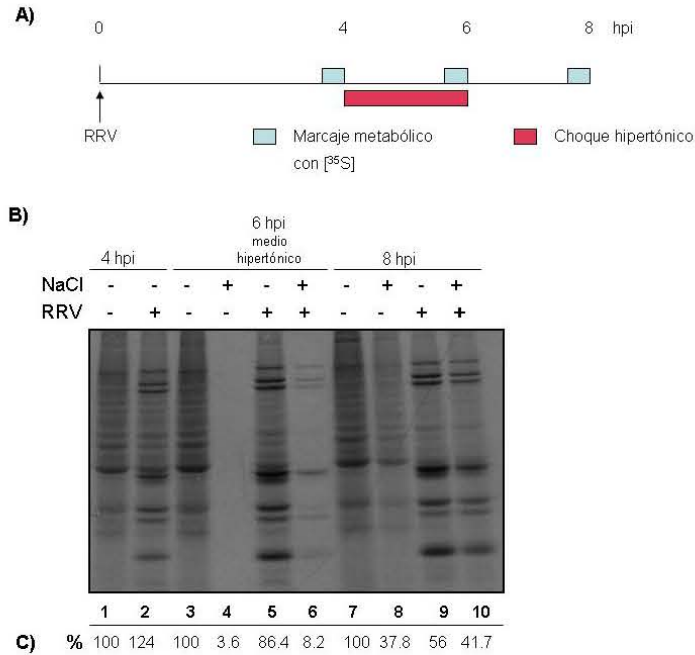 A)
0 4 6 8 hpi
RRV
Marcaje metabólico con [³⁵S]
Choque hipertónico
B)
4 hpi
6 hpi
medio
hipertónico
8 hpi
NaCl - - - + - + - + - +
RRV - + - - + + - - + +
1 2 3 4 5 6 7 8 9 10
C) % 100 124 100 3.6 86.4 8.2 100 37.8 56 41.7